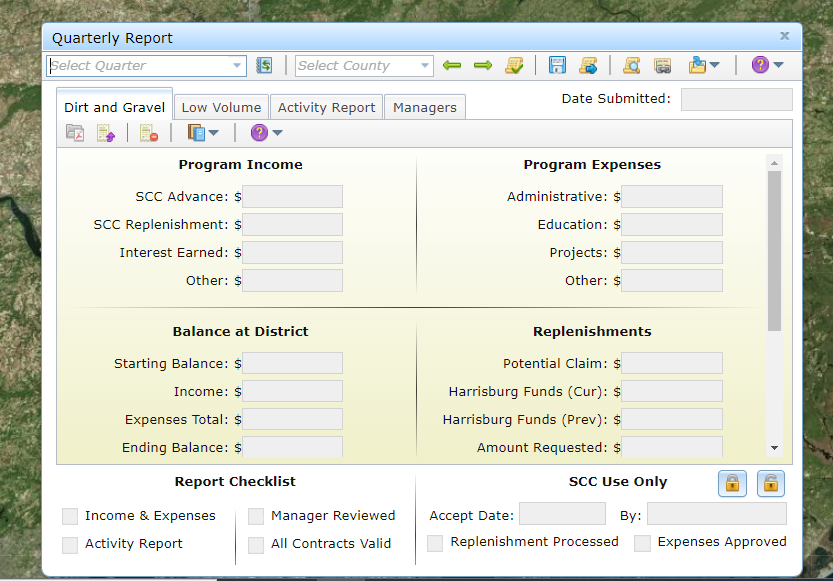 Quarterly Report
Select Quarter
Select County
Dirt and Gravel
Low Volume
Activity Report
Managers
Date Submitted:
Program Income
SCC Advance: $
SCC Replenishment: $
Interest Earned: $
Other: $
Program Expenses
Administrative: $
Education: $
Projects: $
Other: $
Balance at District
Starting Balance: $
Income: $
Expenses Total: $
Ending Balance: $
Replenishments
Potential Claim: $
Harrisburg Funds (Cur): $
Harrisburg Funds (Prev): $
Amount Requested: $
Report Checklist
Income & Expenses
Activity Report
Manager Reviewed
All Contracts Valid
SCC Use Only
Accept Date:
By:
Replenishment Processed
Expenses Approved